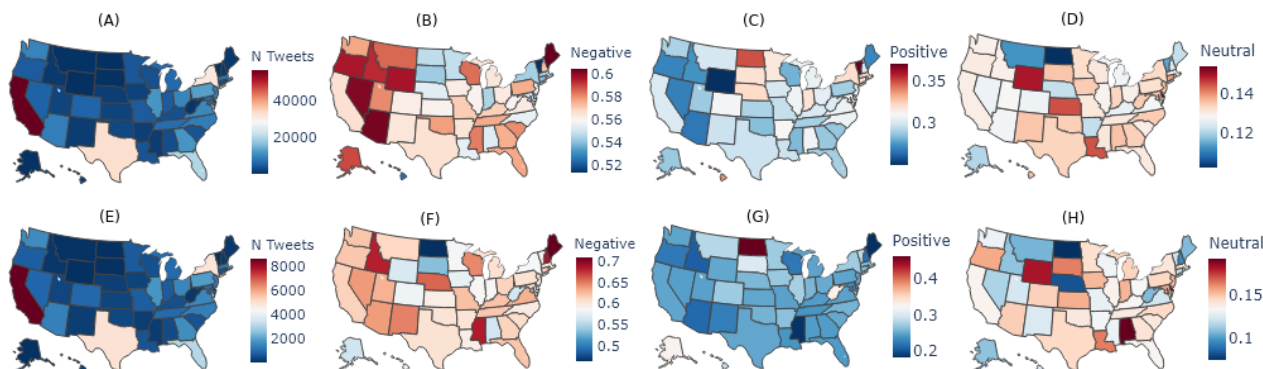 (A)
N Tweets
40000
20000
(B)
Negative
0.6
0.58
0.56
0.54
0.52
(C)
Positive
0.35
0.3
(D)
Neutral
0.14
0.12
(E)
N Tweets
8000
6000
4000
2000
(F)
Negative
0.7
0.65
0.6
0.55
0.5
(G)
Positive
0.4
0.3
0.2
(H)
Neutral
0.15
0.1